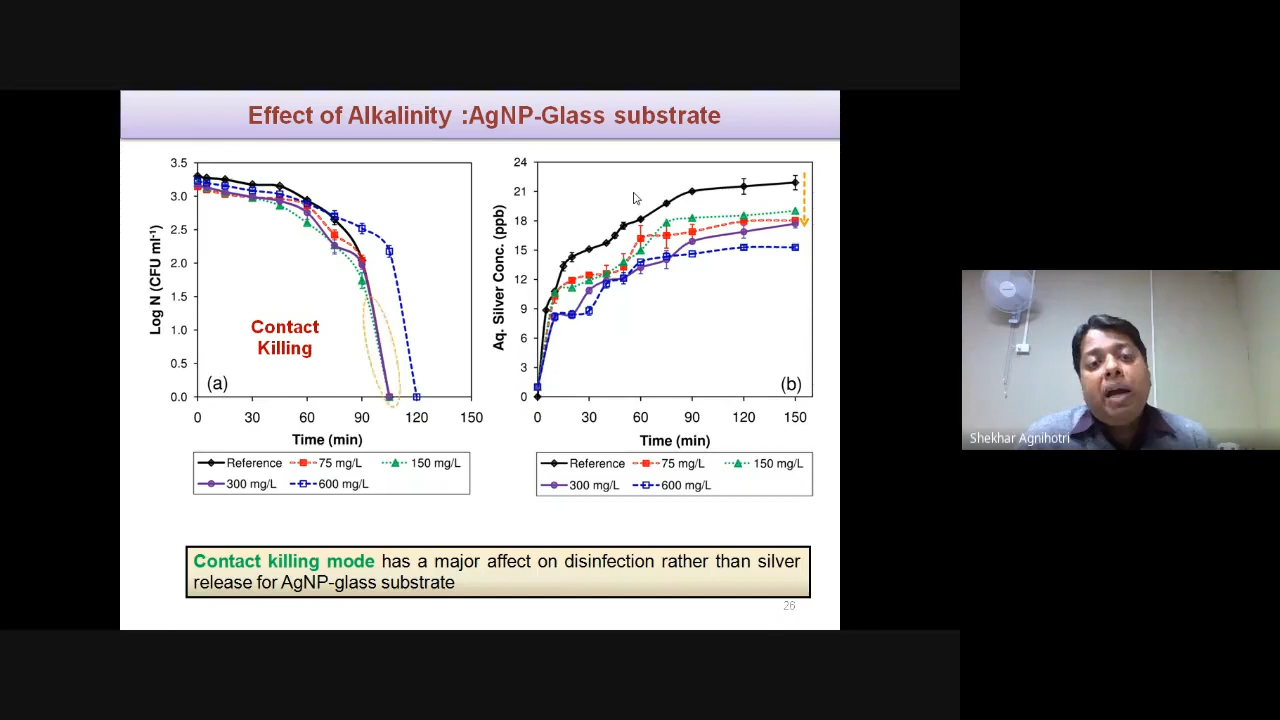 Effect of Alkalinity :AgNP-Glass substrate
3.5
3.0
2.5
2.0
1.5
1.0
0.5
0.0
Log N (CFU ml-1)
Contact
Killing
(a)
0 30 60 90 120 150
Time (min)
Reference 75 mg/L 150 mg/L
300 mg/L 600 mg/L
24
21
18
15
12
9
6
3
0
Aq. Silver Conc. (ppb)
(b)
0 30 60 90 120 150
Time (min)
Reference 75 mg/L 150 mg/L
300 mg/L 600 mg/L
Contact killing mode has a major affect on disinfection rather than silver
release for AgNP-glass substrate
26
Shekhar Agnihotri